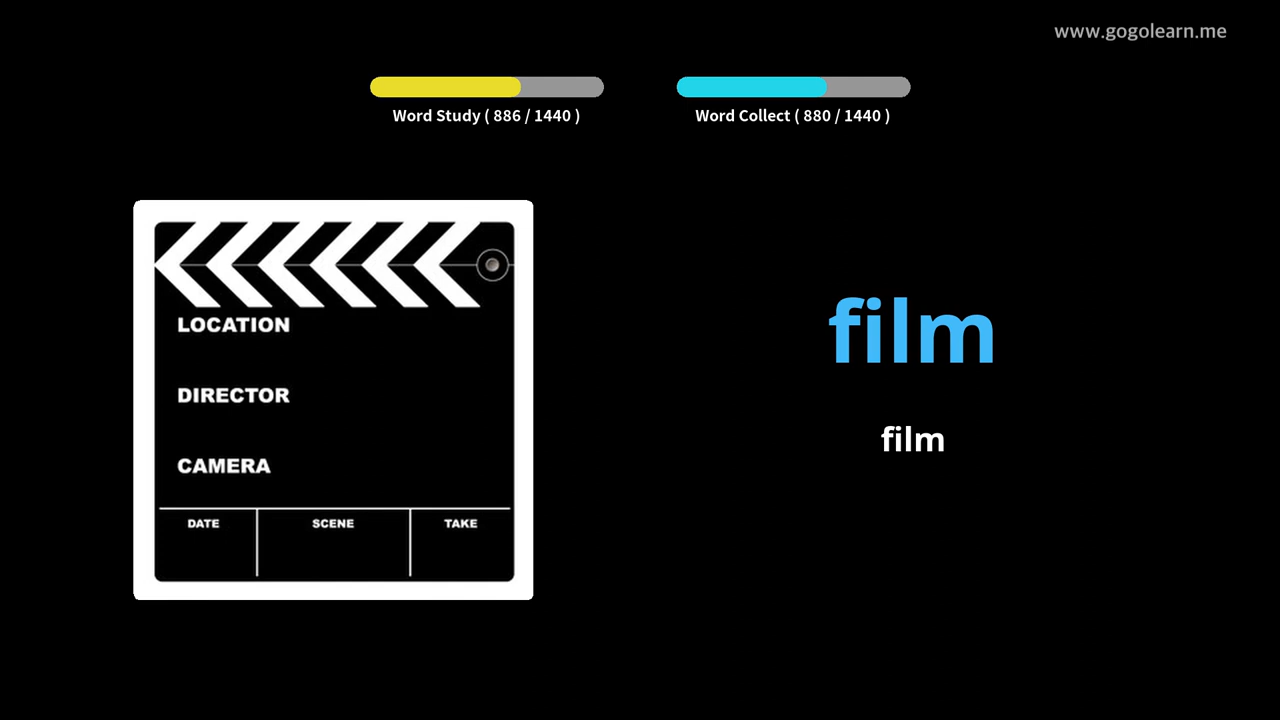 www.gogolearn.me
Word Study ( 886 / 1440 )
Word Collect ( 880 / 1440 )
LOCATION
DIRECTOR
CAMERA
DATE SCENE TAKE
film
film